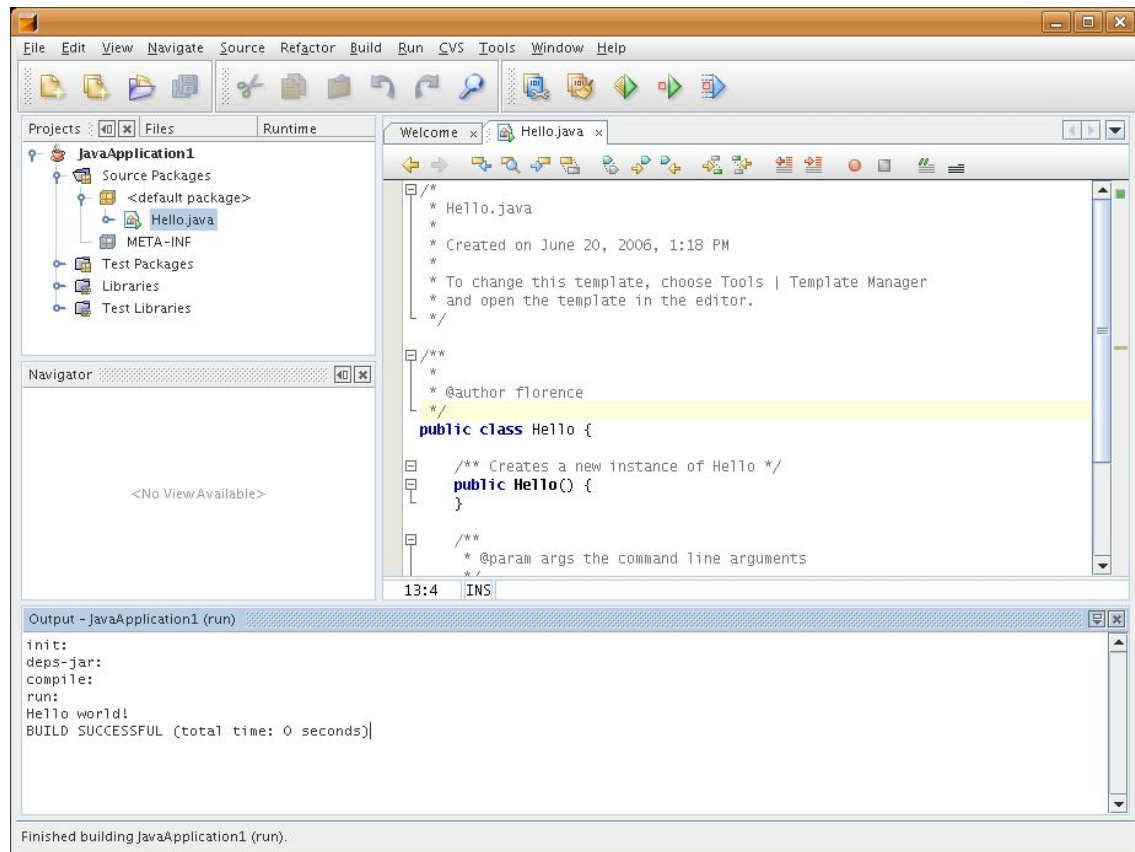 File Edit View Navigate Source Refactor Build Run CVS Tools Window Help
Projects Files Runtime
JavaApplication1
Source Packages
<default package>
Hello.java
META-INF
Test Packages
Libraries
Test Libraries
Navigator
<No View Available>
Welcome x Hello.java x
/*
* Hello.java
*
* Created on June 20, 2006, 1:18 PM
*
* To change this template, choose Tools | Template Manager
* and open the template in the editor.
*/
/**
*
* @author florence
*/
public class Hello {
/** Creates a new instance of Hello */
public Hello() {
}
/**
* @param args the command line arguments
*/
13:4 INS
Output - JavaApplication1 (run)
init:
deps-jar:
compile:
run:
Hello world!
BUILD SUCCESSFUL (total time: 0 seconds)
Finished building JavaApplication1 (run).